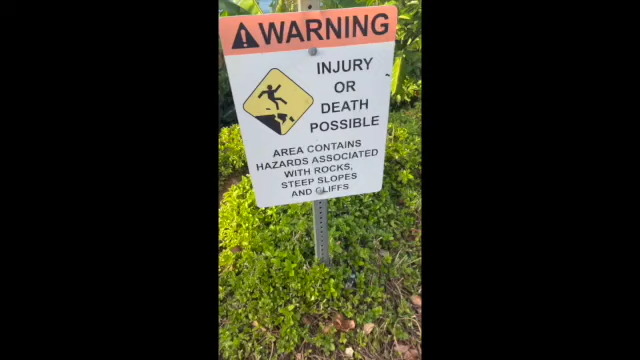 WARNING
INJURY
OR
DEATH
POSSIBLE
AREA CONTAINS
HAZARDS ASSOCIATED
WITH ROCKS,
STEEP SLOPES
AND CLIFFS